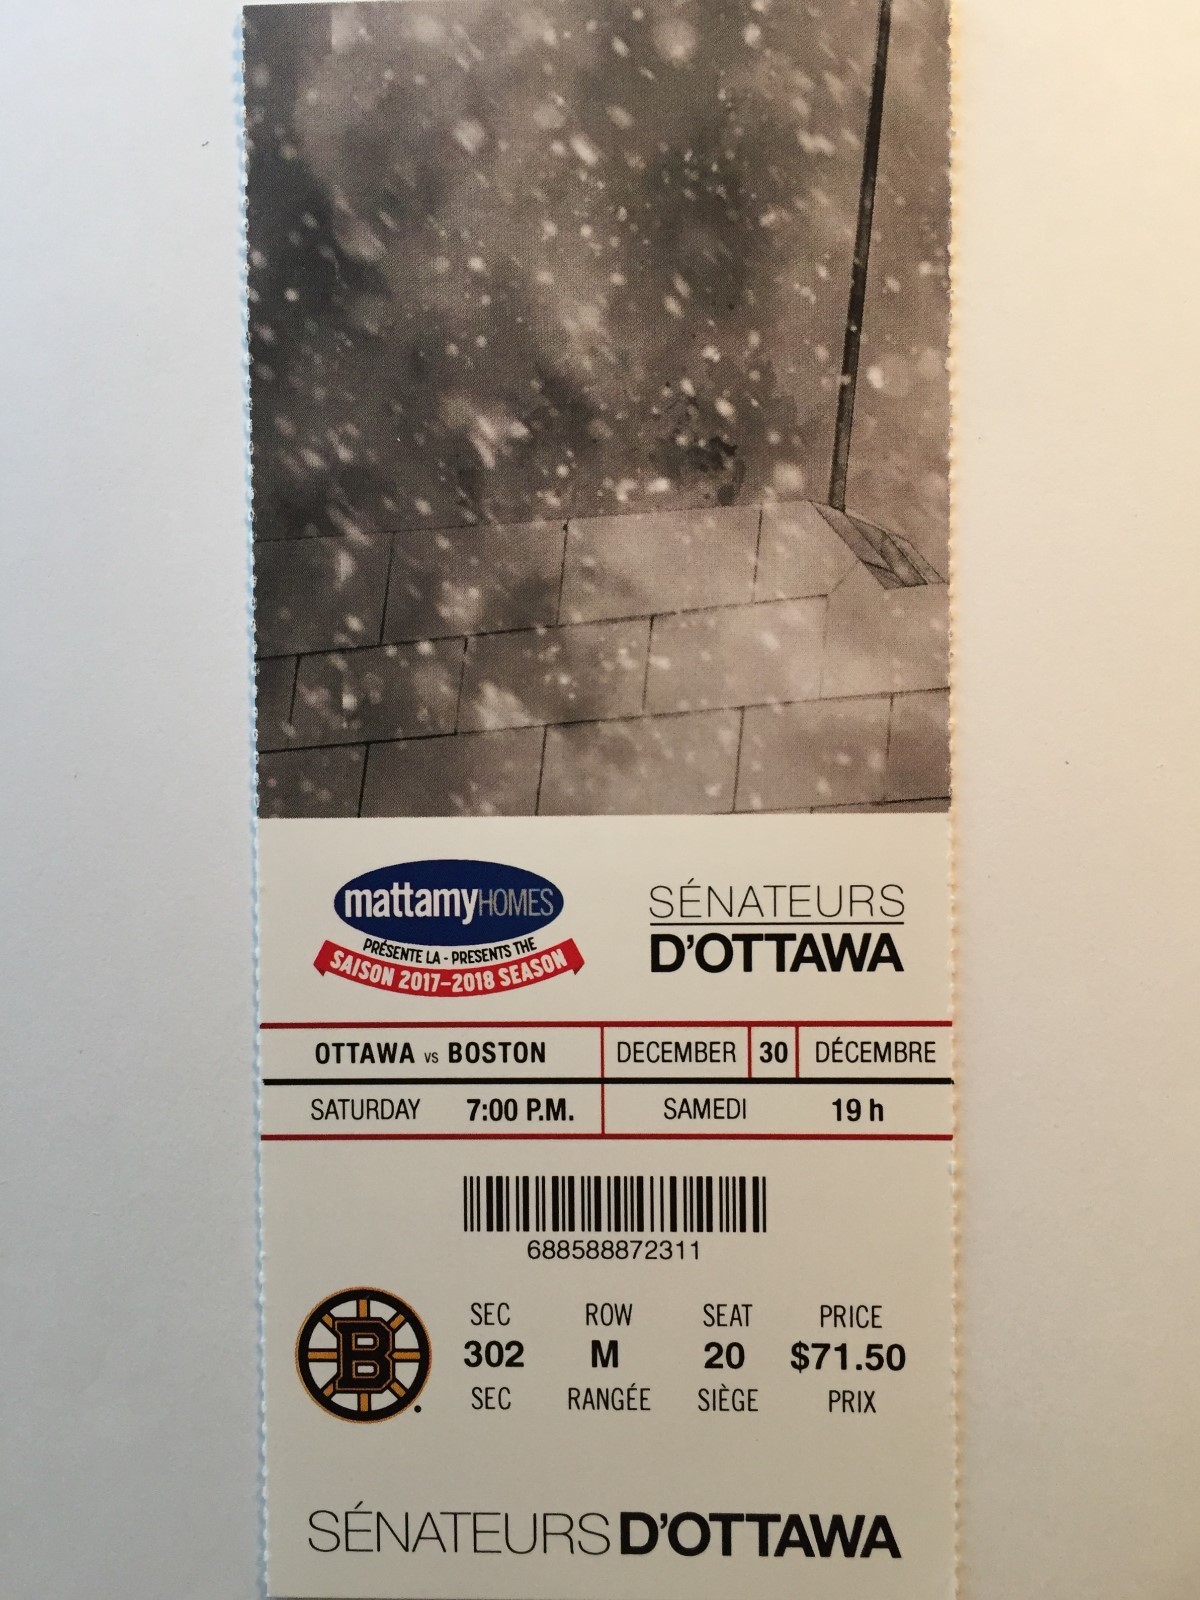 mattamyHOMES
PRÉSENTE LA - PRESENTS THE
SAISON 2017-2018 SEASON
SÉNATEURS
D'OTTAWA
OTTAWA vs BOSTON DECEMBER 30 DÉCEMBRE
SATURDAY 7:00 P.M. SAMEDI 19 h
688588872311
B
SEC ROW SEAT PRICE
302 M 20 $71.50
SEC RANGÉE SIÈGE PRIX
SÉNATEURS D'OTTAWA